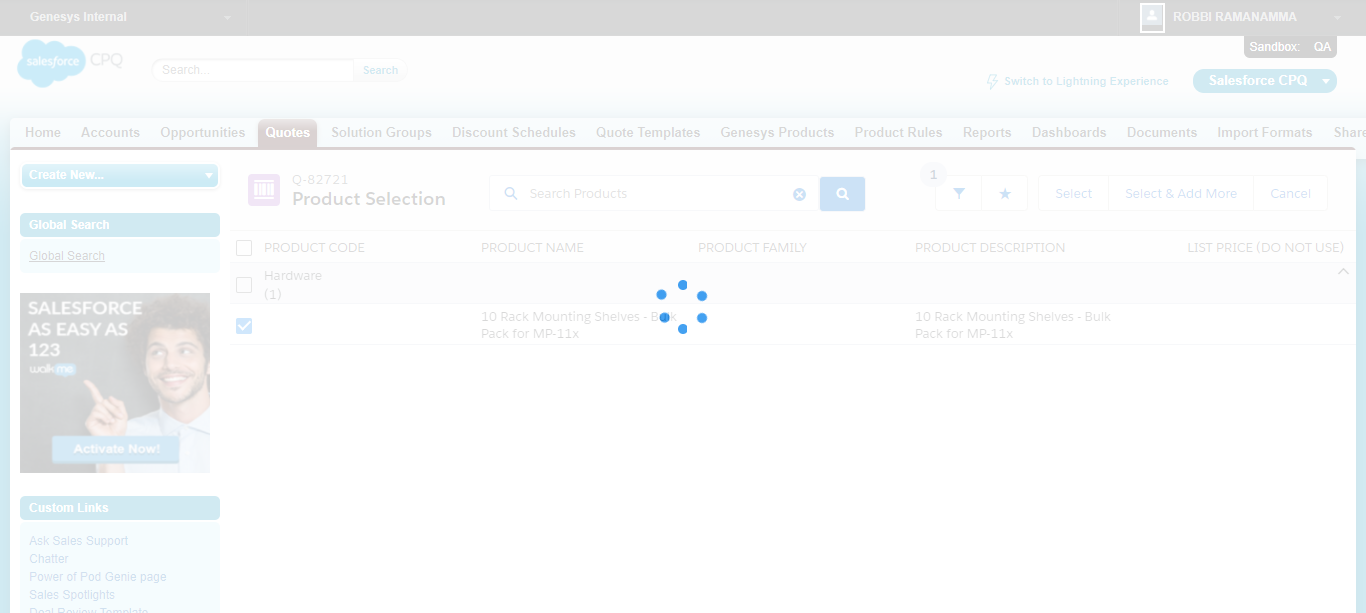 Genesys Internal
ROBBI RAMANAMMA
Sandbox: QA
salesforce CPQ
Search...
Search
Switch to Lightning Experience
Salesforce CPQ
Home Accounts Opportunities Quotes Solution Groups Discount Schedules Quote Templates Genesys Products Product Rules Reports Dashboards Documents Import Formats Share
Create New...
Q-82721
Product Selection
Search Products
1
Select
Select & Add More
Cancel
Global Search
Global Search
PRODUCT CODE PRODUCT NAME PRODUCT FAMILY PRODUCT DESCRIPTION LIST PRICE (DO NOT USE)
Hardware
(1)
10 Rack Mounting Shelves - Bulk
Pack for MP-11x
10 Rack Mounting Shelves - Bulk
Pack for MP-11x
SALESFORCE
AS EASY AS
123
walkme
Activate Now!
Custom Links
Ask Sales Support
Chatter
Power of Pod Genie page
Sales Spotlights
Deal Review Template